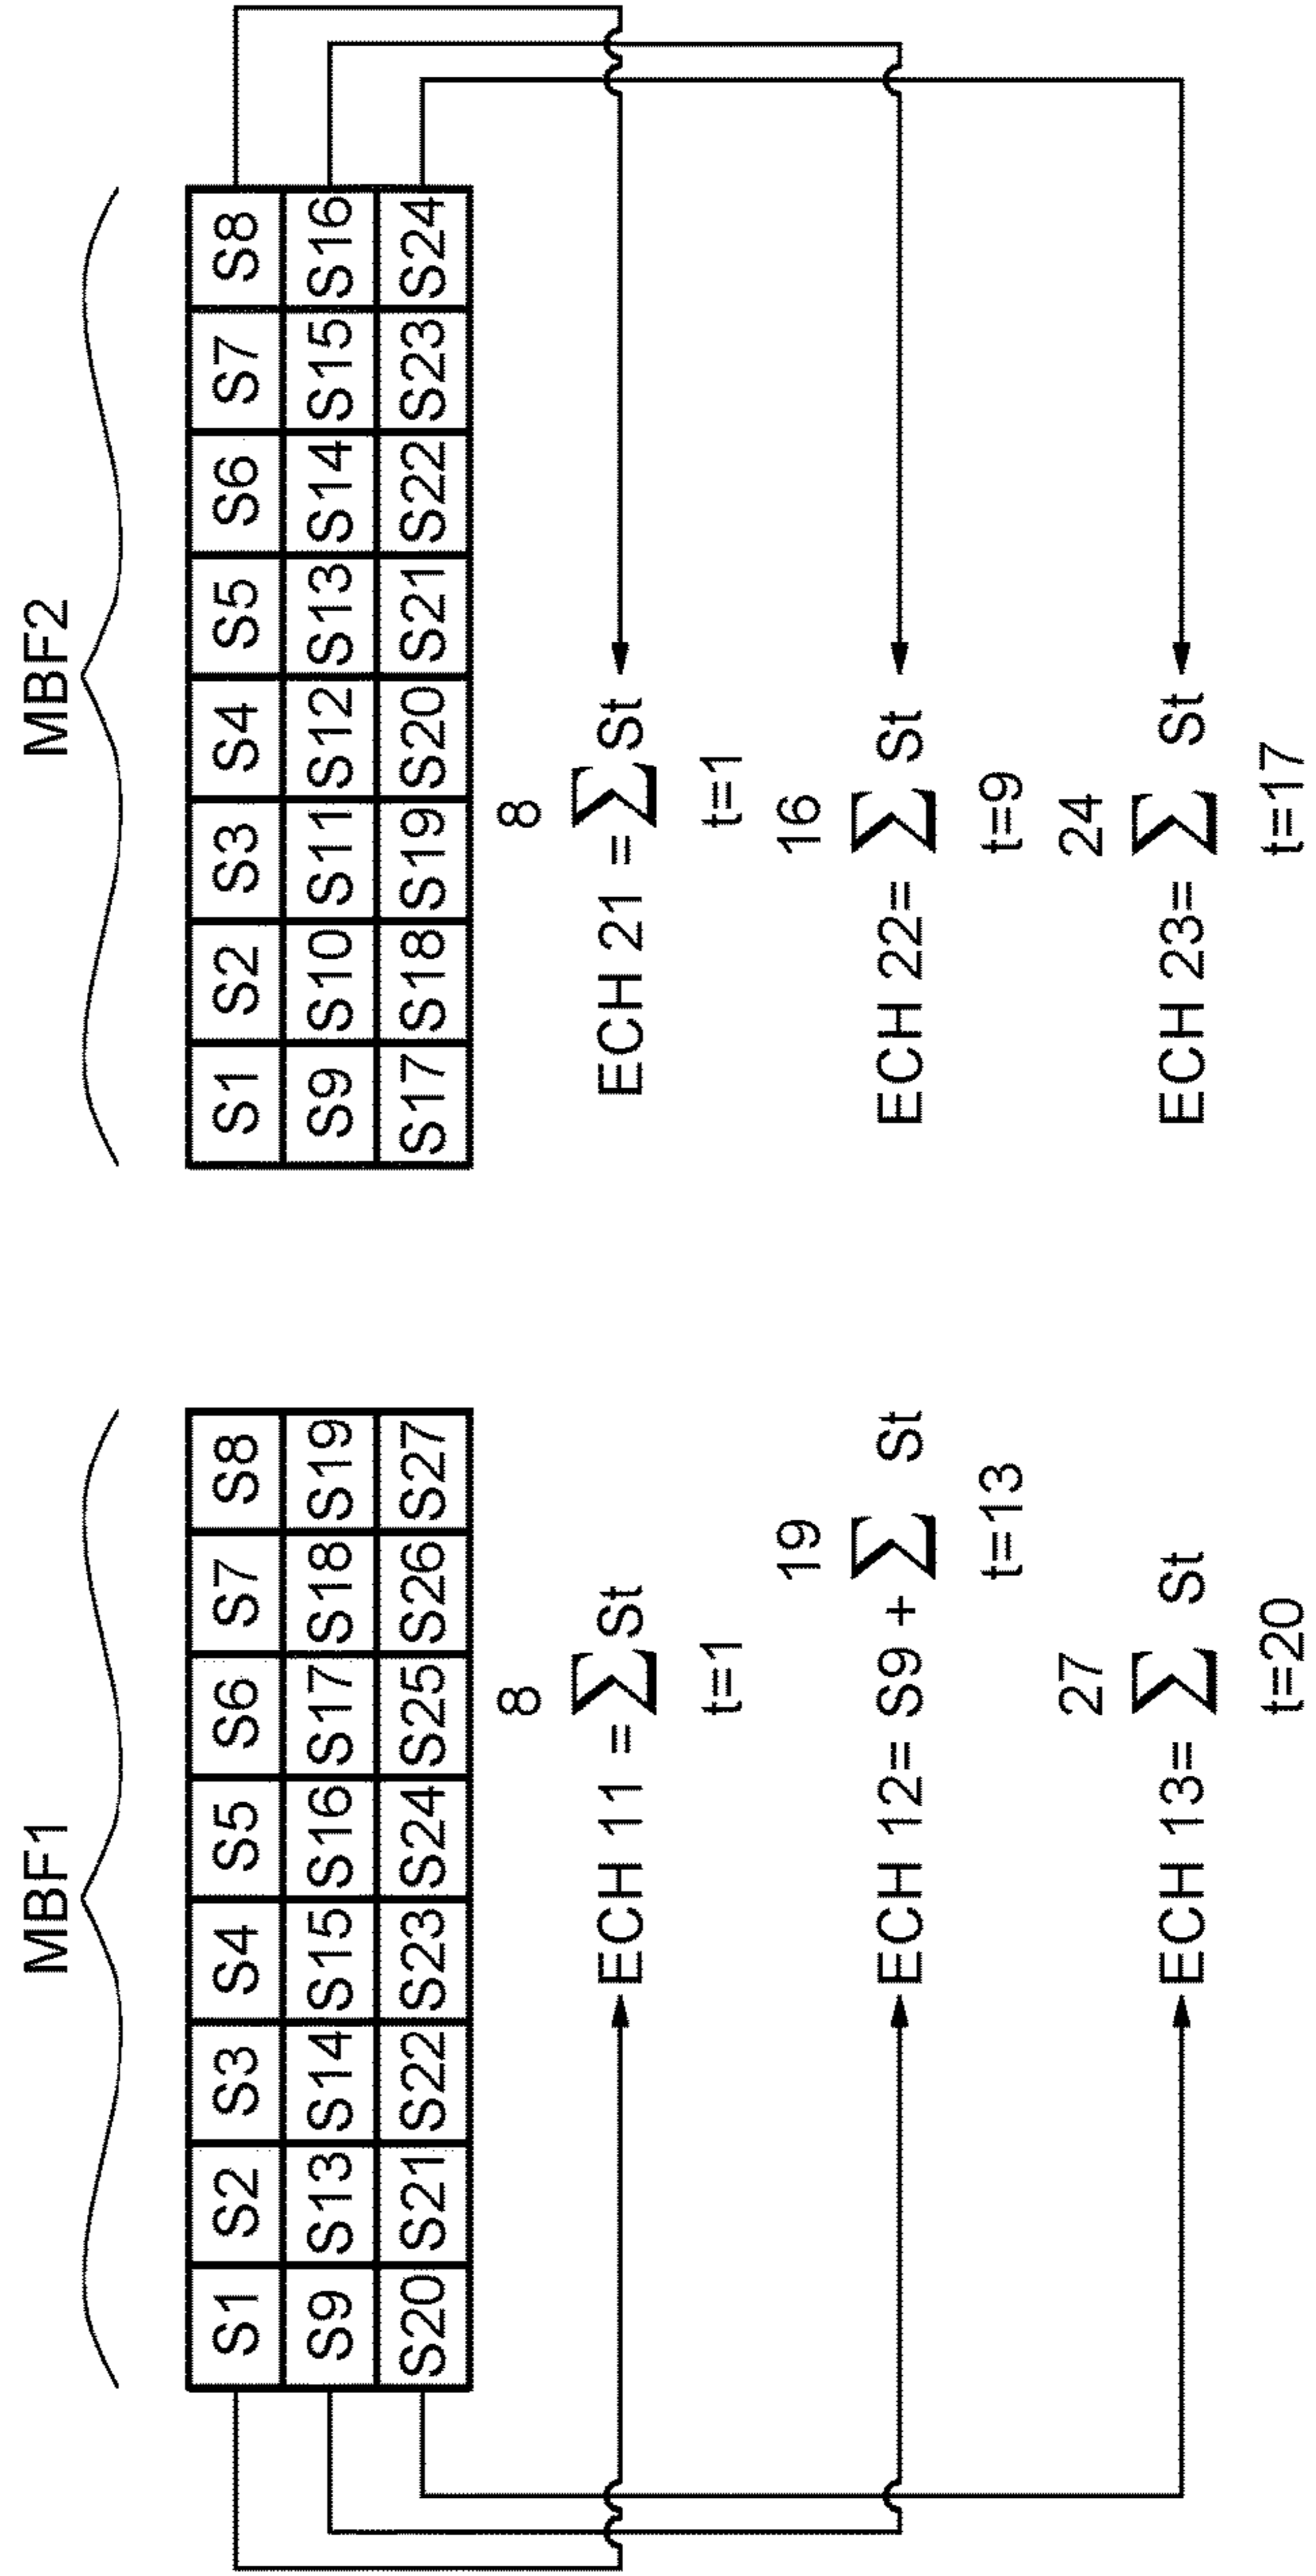 MBF1
S1 S2 S3 S4 S5 S6 S7 S8
S9 S13 S14 S15 S16 S17 S18 S19
S20 S21 S22 S23 S24 S25 S26 S27
8
ECH 11 = ∑ St
t=1
19
ECH 12= S9 + ∑ St
t=13
27
ECH 13= ∑ St
t=20
MBF2
S1 S2 S3 S4 S5 S6 S7 S8
S9 S10 S11 S12 S13 S14 S15 S16
S17 S18 S19 S20 S21 S22 S23 S24
8
ECH 21 = ∑ St
t=1
16
ECH 22= ∑ St
t=9
24
ECH 23= ∑ St
t=17